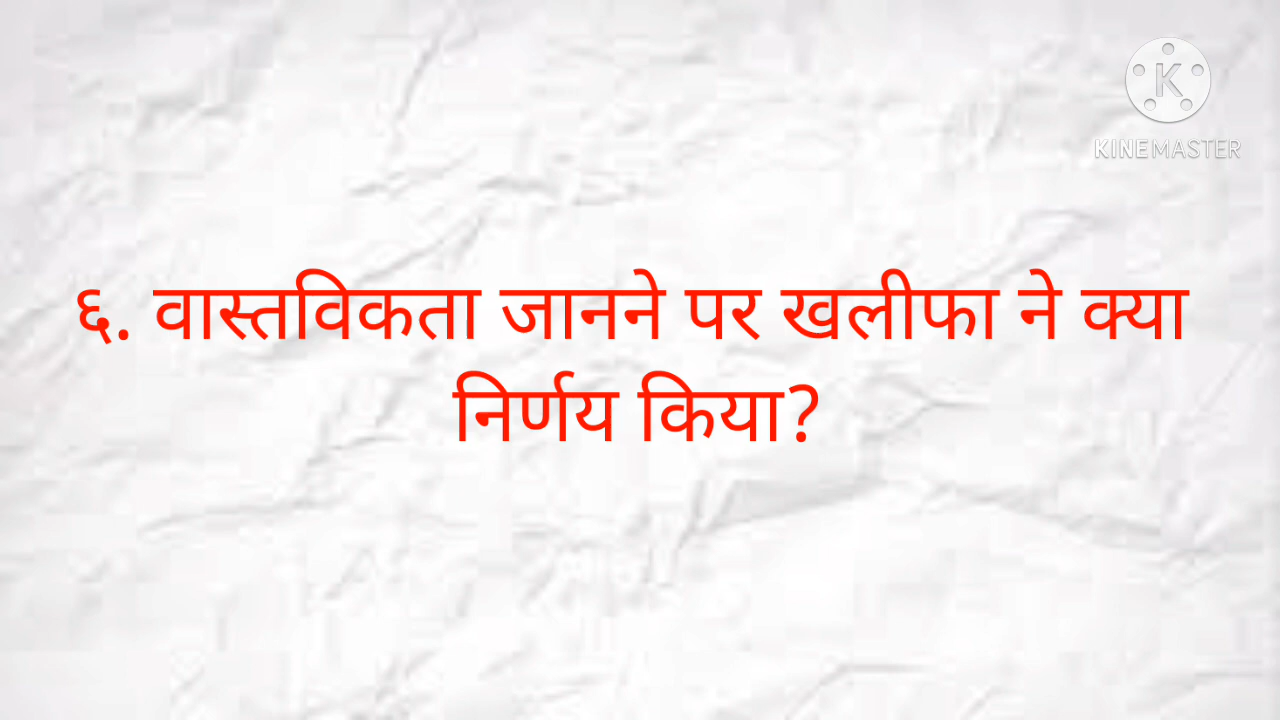 KINEMASTER
६. वास्तविकता जानने पर खलीफा ने क्या
निर्णय किया?